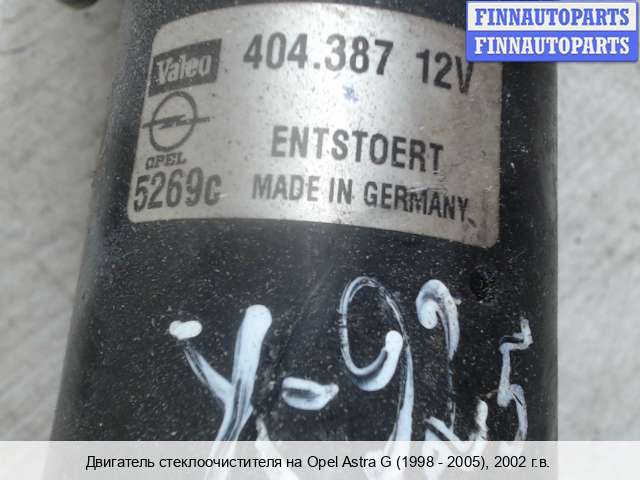 FINNAUTOPARTS
FINNAUTOPARTS
Valeo 404.387 12V
OPEL ENTSTOERT
5269c MADE IN GERMANY
Двигатель стеклоочистителя на Opel Astra G (1998 - 2005), 2002 г.в.